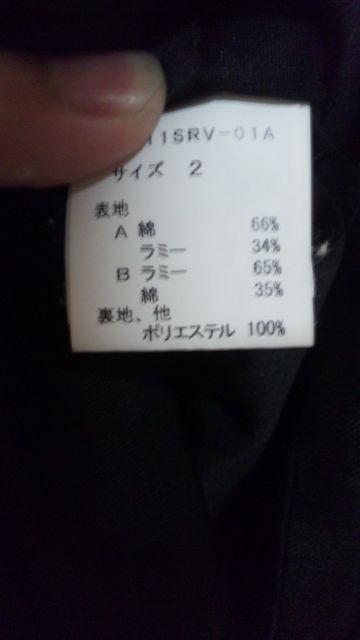 11SRV-01A
サイズ 2
表地
A 綿 66%
ラミー 34%
B ラミー 65%
綿 35%
裏地、他
ポリエステル 100%